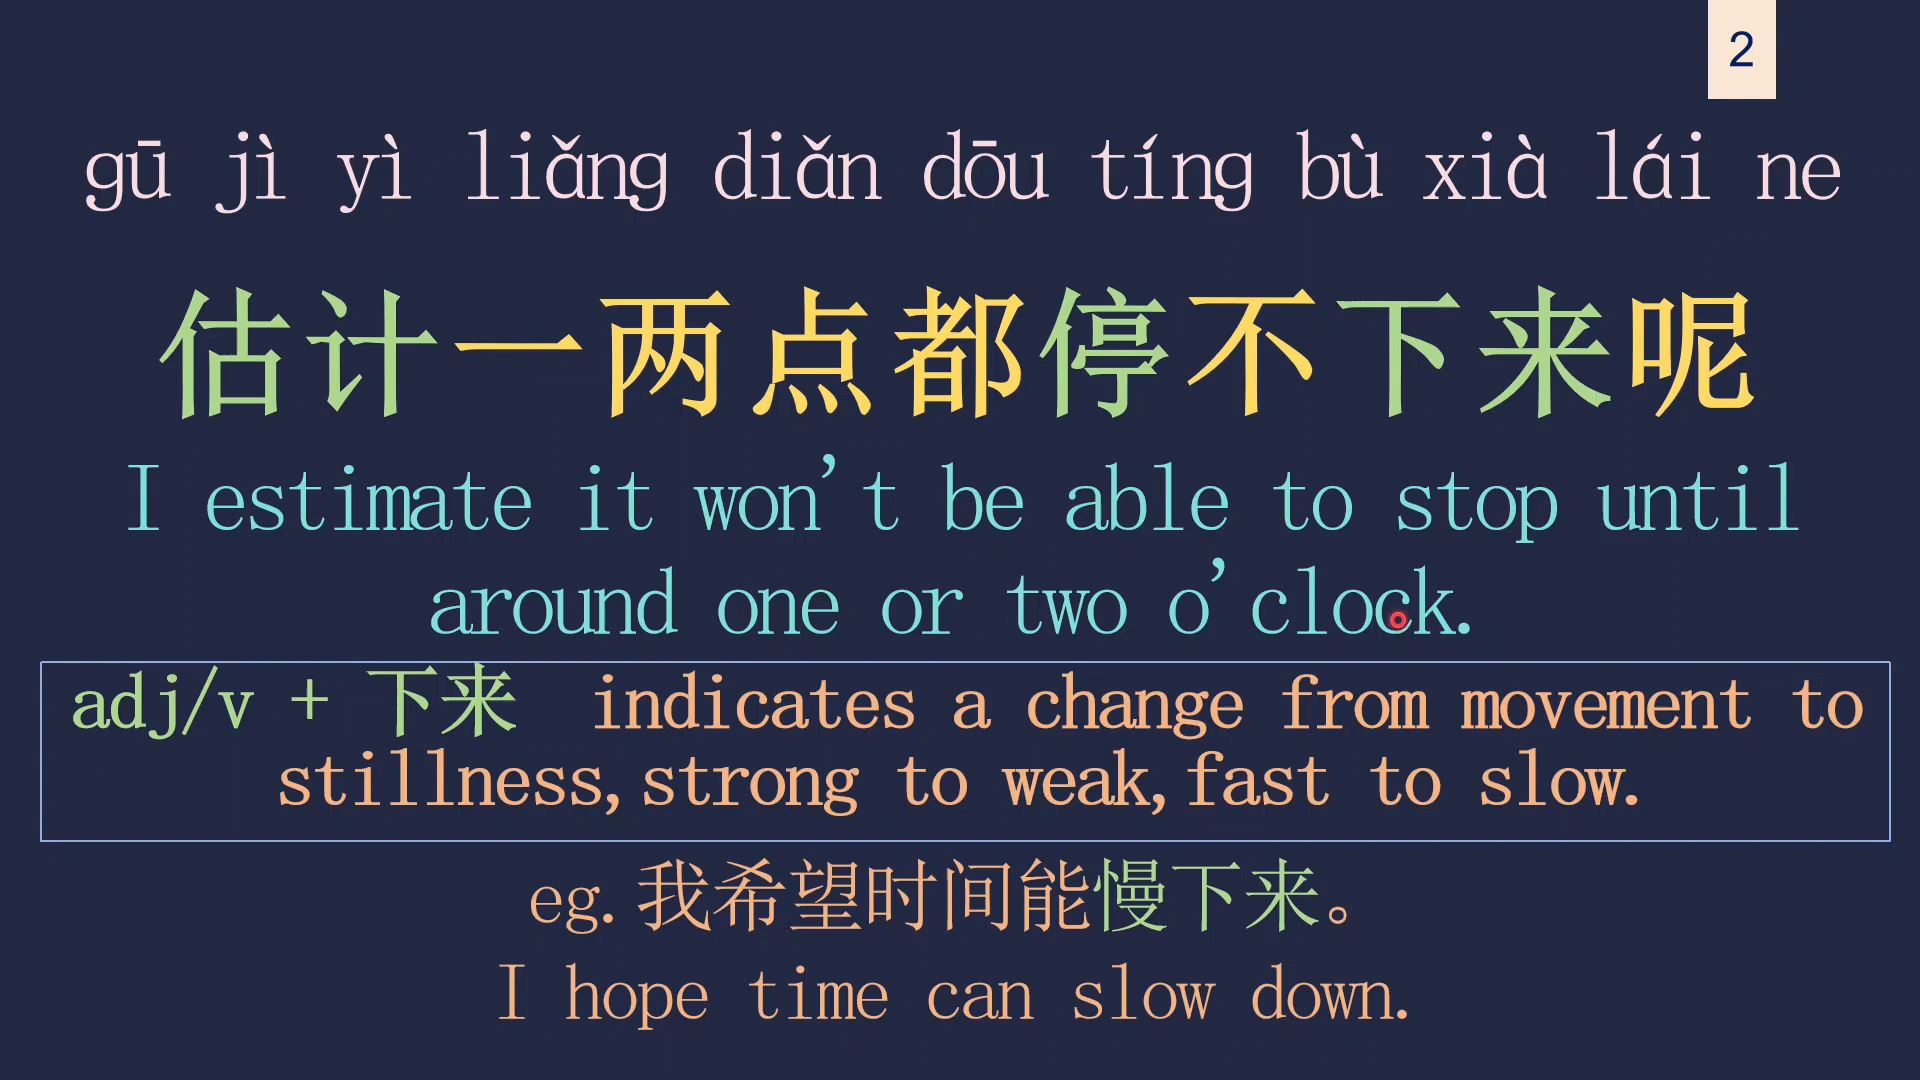 2
gū jì yì liǎng diǎn dōu tíng bù xià lái ne
估计一两点都停不下来呢
I estimate it won't be able to stop until
around one or two o'clock.
adj/v + 下来 indicates a change from movement to
stillness,strong to weak,fast to slow.
eg.我希望时间能慢下来。
I hope time can slow down.